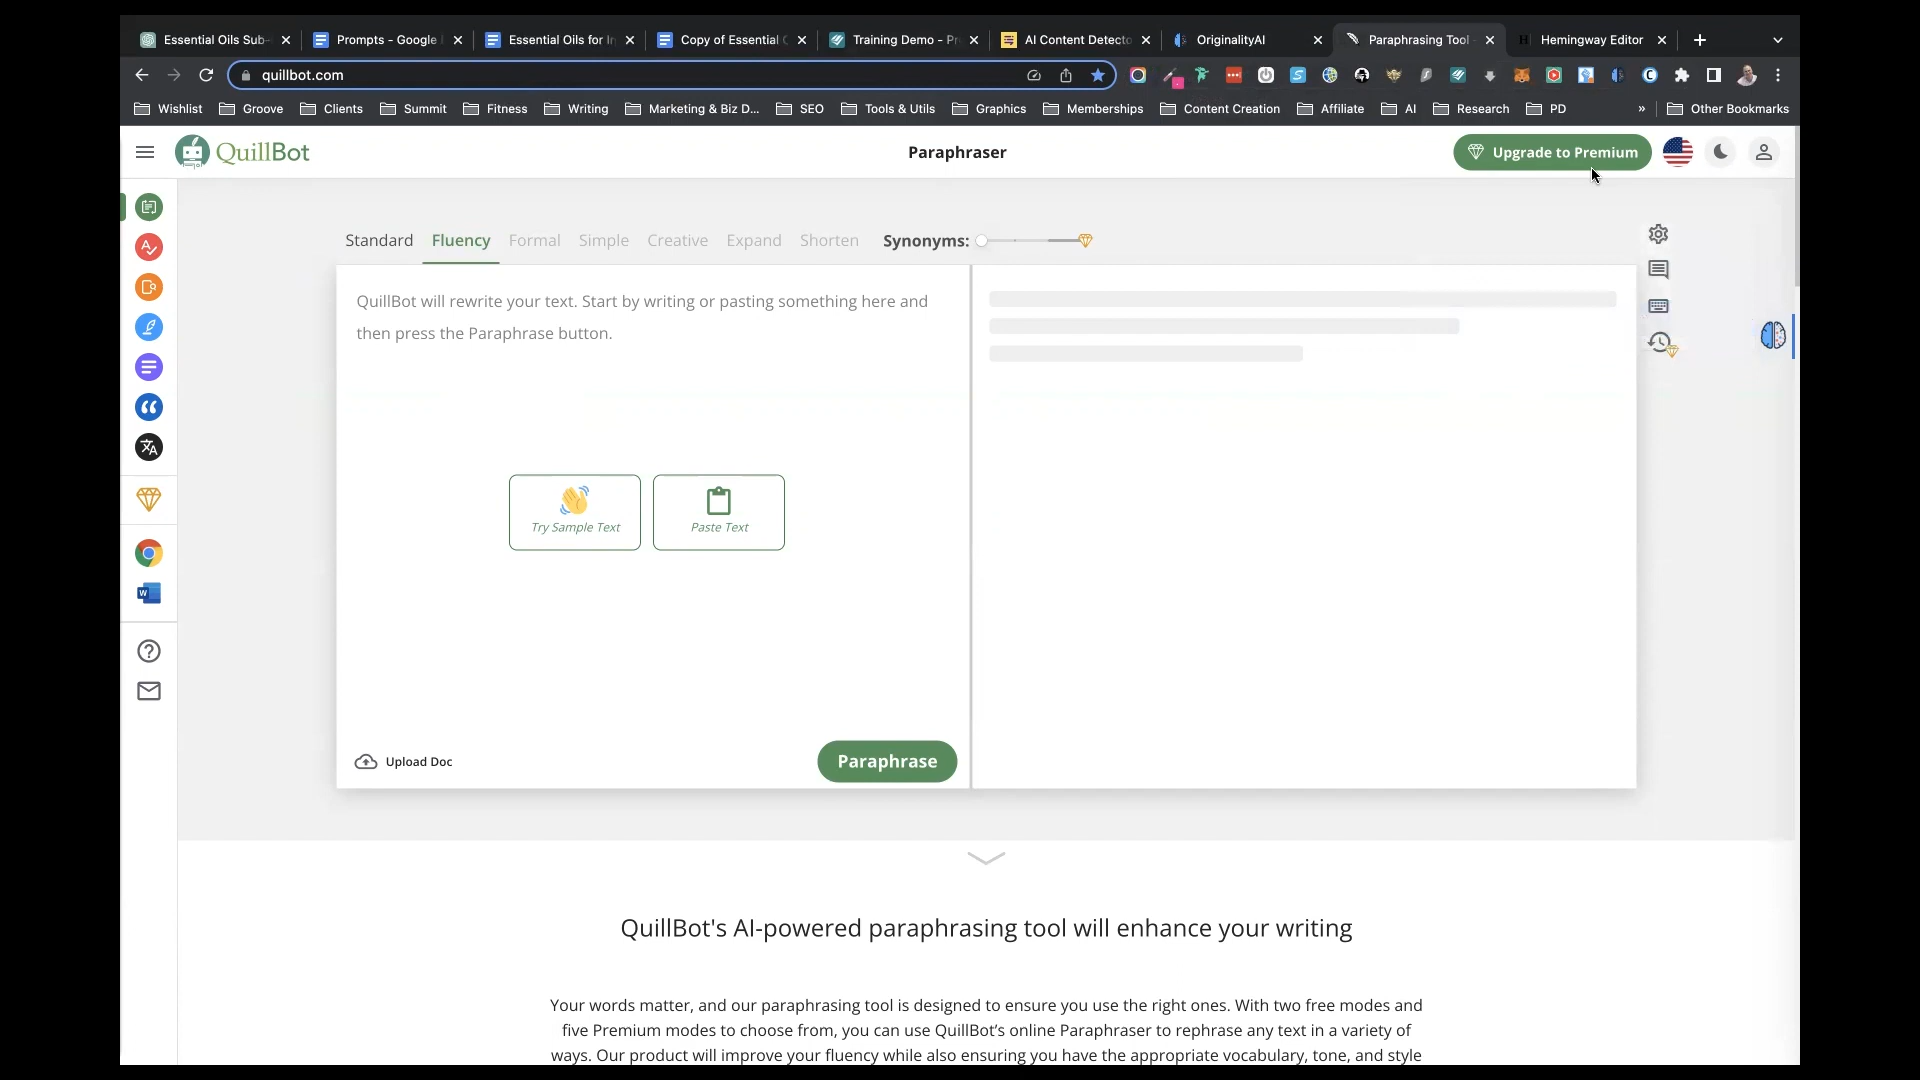 Essential Oils Sub-
Prompts - Google
Essential Oils for In
Copy of Essential
Training Demo - Pr
AI Content Detecto
OriginalityAI
Paraphrasing Tool -
Hemingway Editor
quillbot.com
Wishlist
Groove
Clients
Summit
Fitness
Writing
Marketing & Biz D...
SEO
Tools & Utils
Graphics
Memberships
Content Creation
Affiliate
AI
Research
PD
»
Other Bookmarks
QuillBot
Paraphraser
Upgrade to Premium
Standard
Fluency
Formal
Simple
Creative
Expand
Shorten
Synonyms:
QuillBot will rewrite your text. Start by writing or pasting something here and
then press the Paraphrase button.
Try Sample Text
Paste Text
Upload Doc
Paraphrase
QuillBot's AI-powered paraphrasing tool will enhance your writing
Your words matter, and our paraphrasing tool is designed to ensure you use the right ones. With two free modes and
five Premium modes to choose from, you can use QuillBot’s online Paraphraser to rephrase any text in a variety of
ways. Our product will improve your fluency while also ensuring you have the appropriate vocabulary, tone, and style